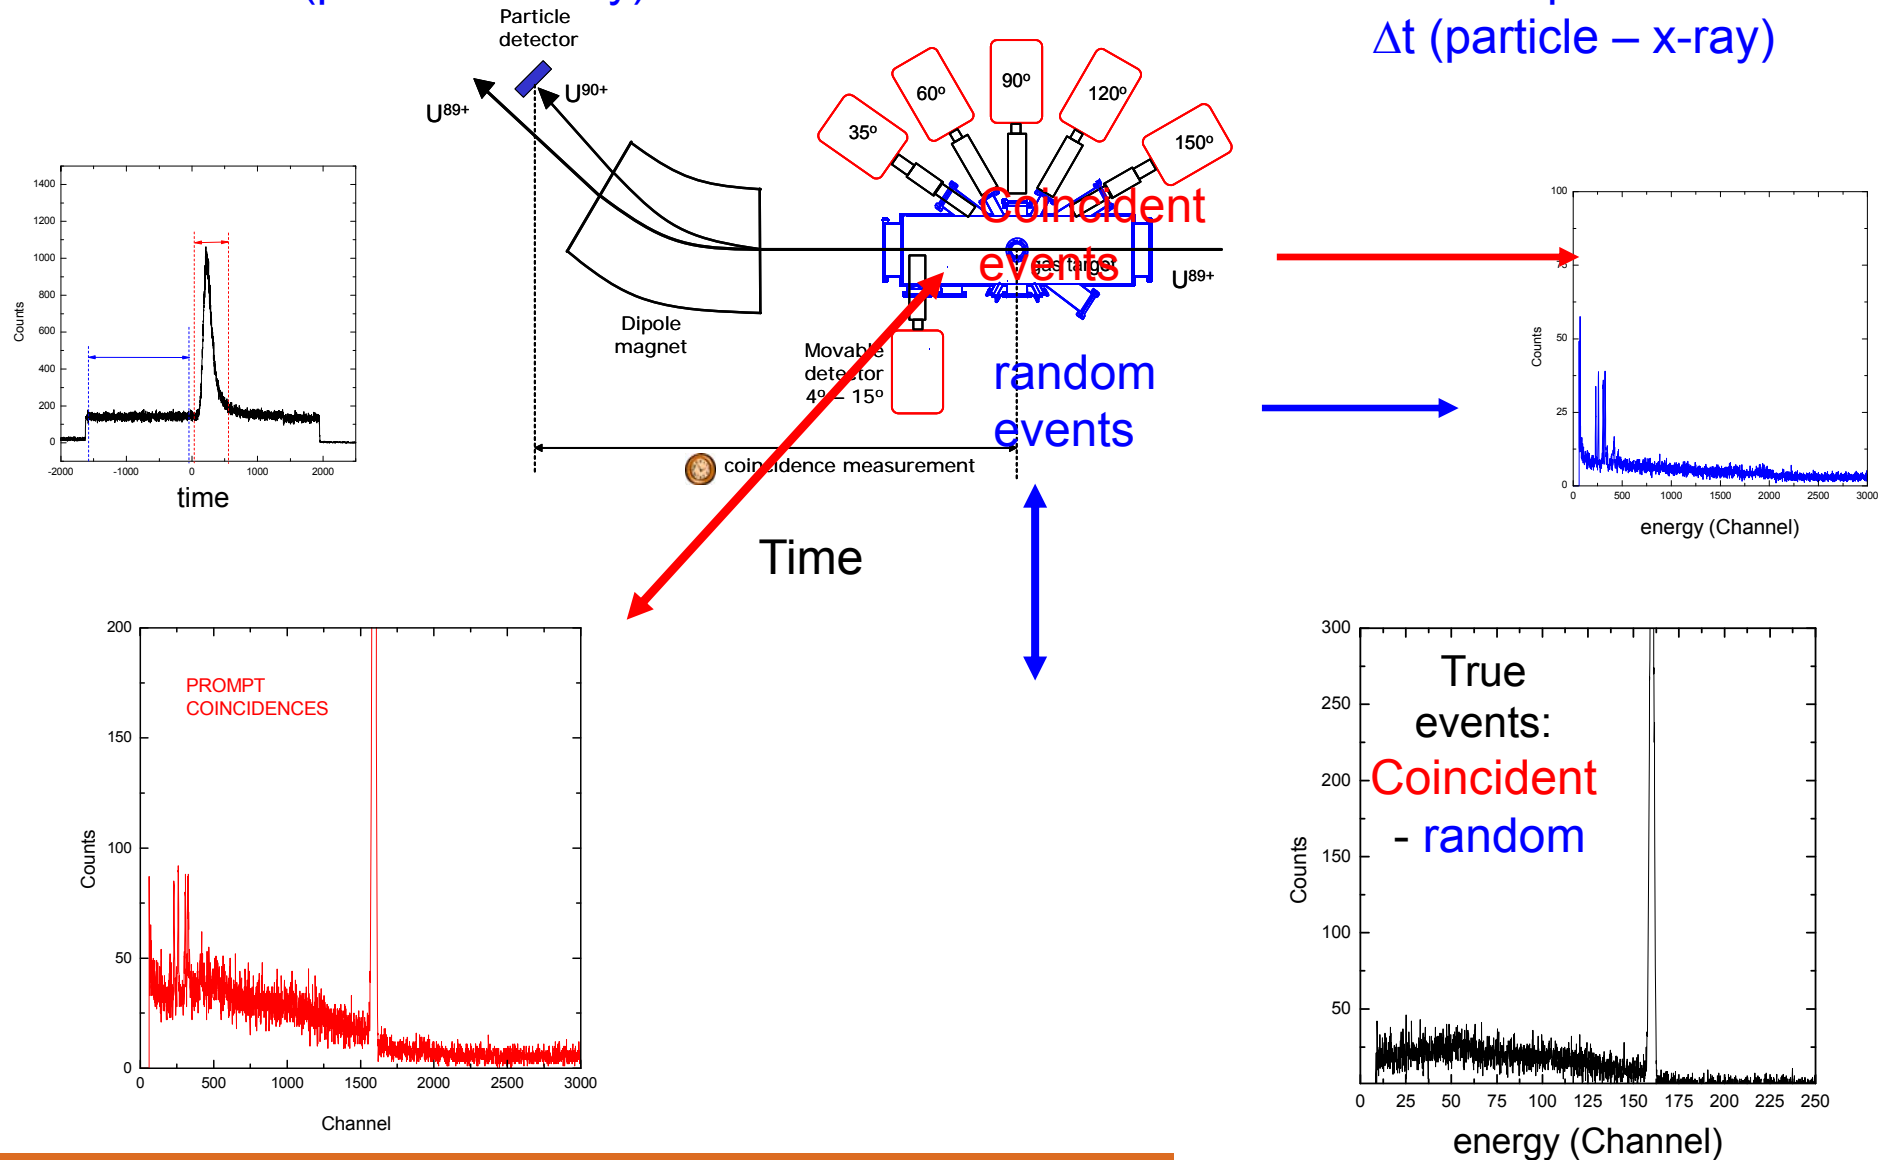 Δt (particle – x-ray)
Particle
detector
U89+
U90+
35º
60º
90º
120º
150º
Coincident
events
gas target
U89+
Dipole
magnet
Movable
detector
4º – 15º
random
events
coincidence measurement
Time
1400
1200
1000
800
600
400
200
0
Counts
-2000 -1000 0 1000 2000
time
100
75
50
25
0
Counts
0 500 1000 1500 2000 2500 3000
energy (Channel)
200
150
100
50
0
PROMPT
COINCIDENCES
Counts
0 500 1000 1500 2000 2500 3000
Channel
300
250
200
150
100
50
True
events:
Coincident
- random
Counts
0 25 50 75 100 125 150 175 200 225 250
energy (Channel)